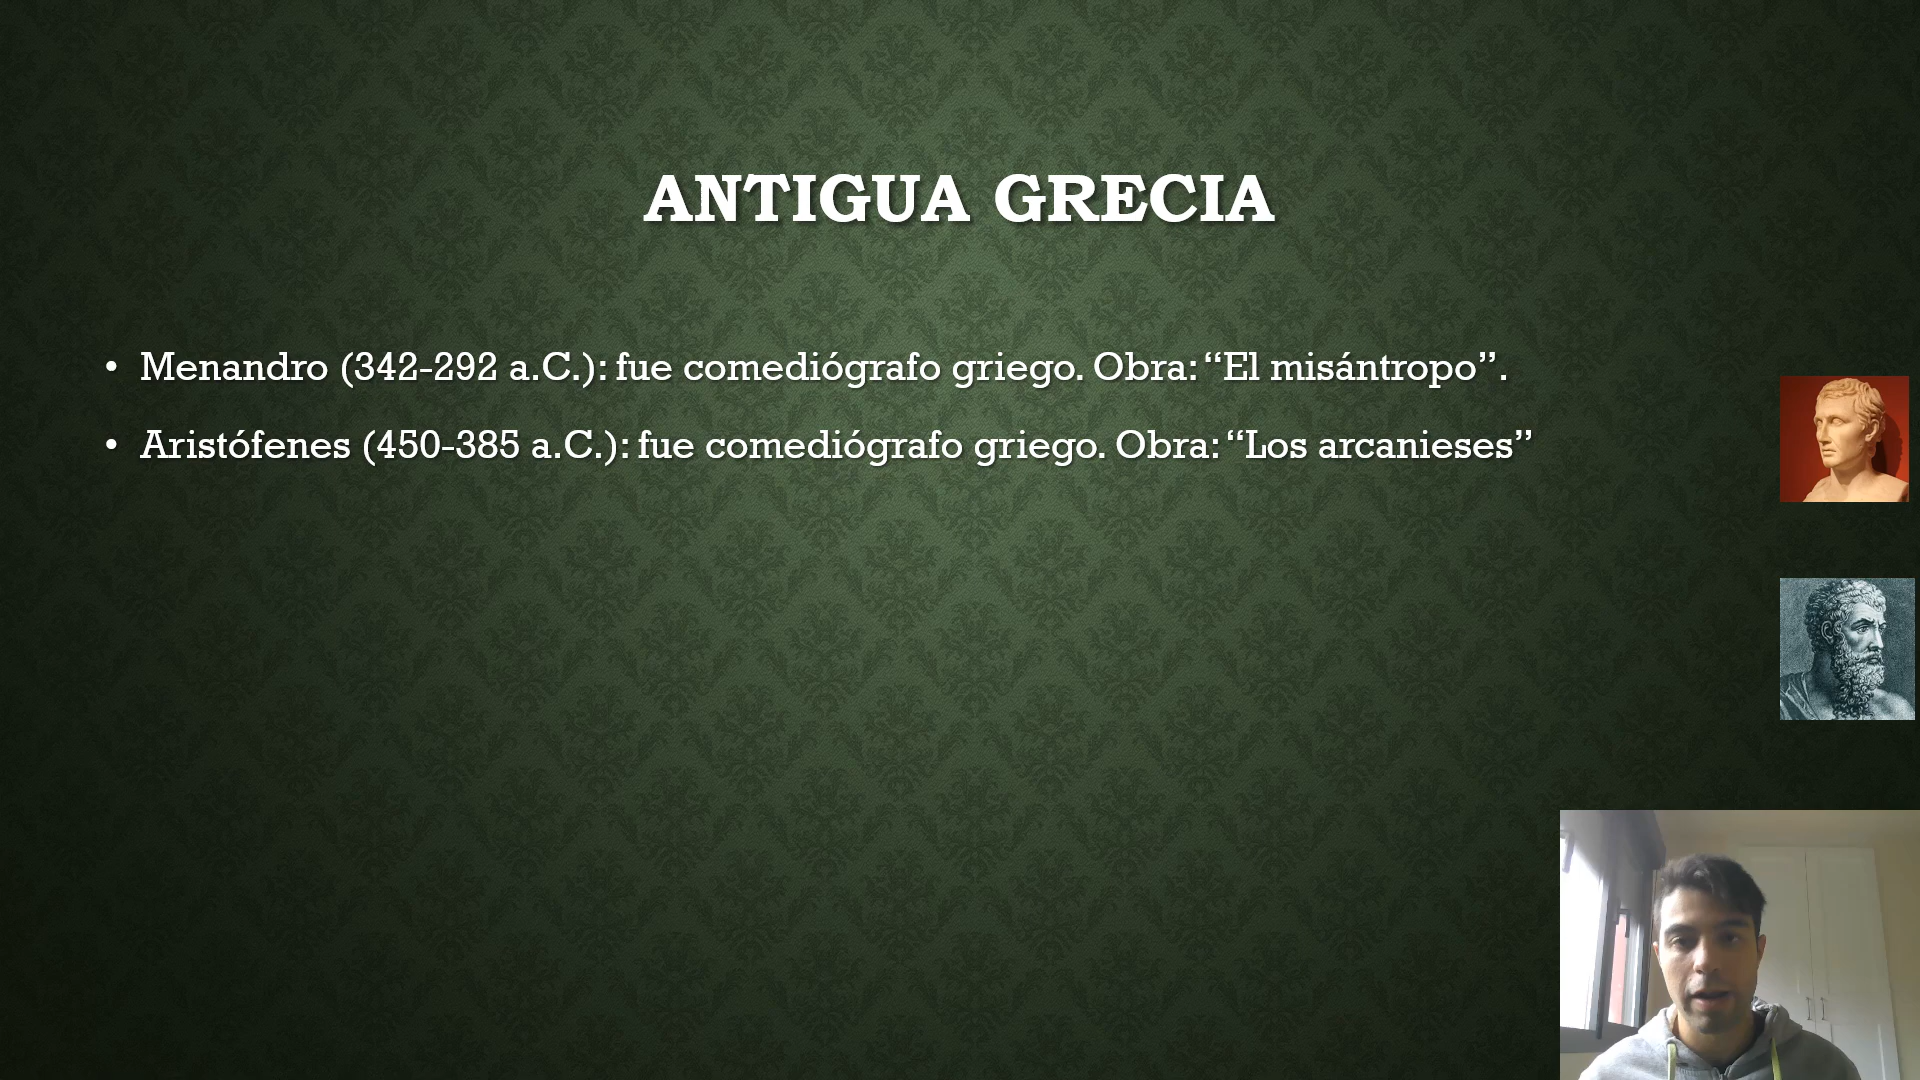 ANTIGUA GRECIA
• Menandro (342-292 a.C.): fue comediógrafo griego. Obra: “El misántropo”.
• Aristófenes (450-385 a.C.): fue comediógrafo griego. Obra: “Los arcanieses”